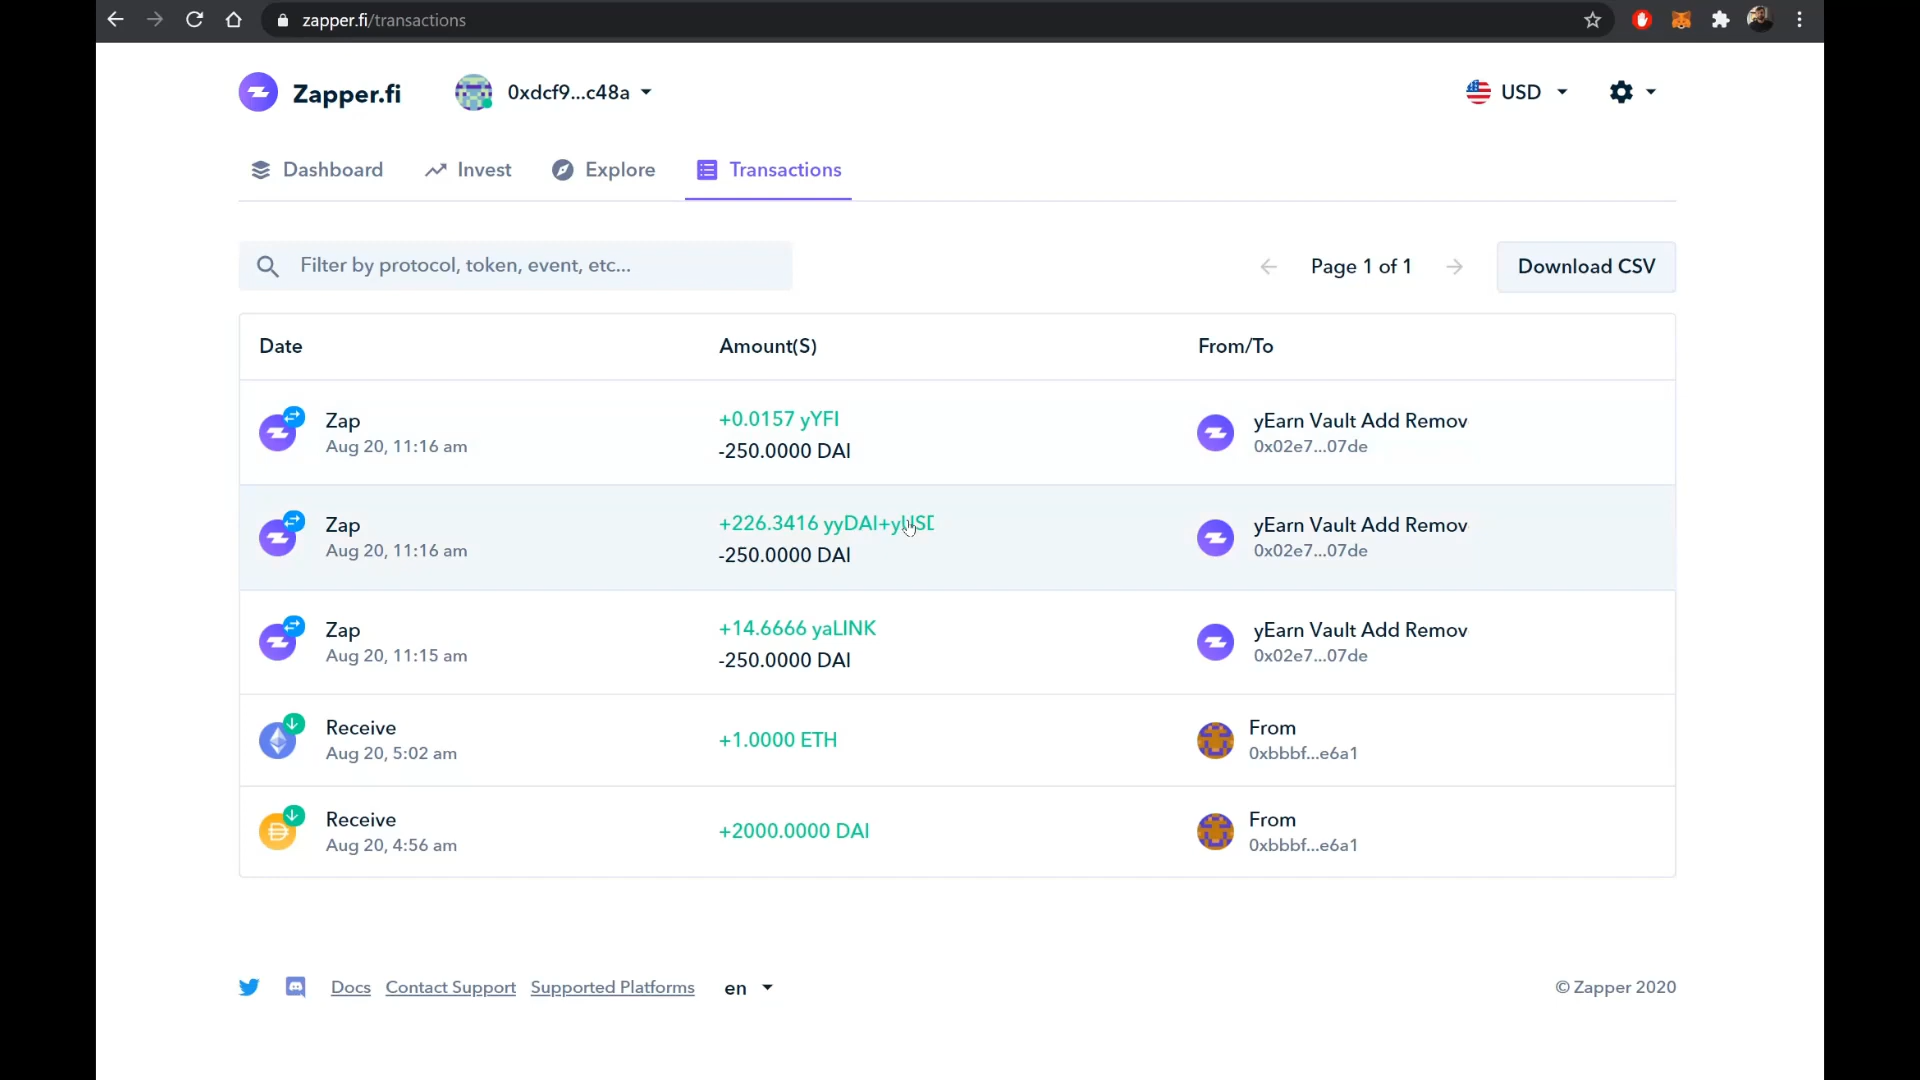 zapper.fi/transactions
Zapper.fi
0xdcf9...c48a
USD
Dashboard
Invest
Explore
Transactions
Filter by protocol, token, event, etc...
Page 1 of 1
Download CSV
Date
Amount(S)
From/To
Zap
Aug 20, 11:16 am
+0.0157 yYFI
-250.0000 DAI
yEarn Vault Add Remov
0x02e7...07de
Zap
Aug 20, 11:16 am
+226.3416 yyDAI+yUSD
-250.0000 DAI
yEarn Vault Add Remov
0x02e7...07de
Zap
Aug 20, 11:15 am
+14.6666 yaLINK
-250.0000 DAI
yEarn Vault Add Remov
0x02e7...07de
Receive
Aug 20, 5:02 am
+1.0000 ETH
From
0xbbbf...e6a1
Receive
Aug 20, 4:56 am
+2000.0000 DAI
From
0xbbbf...e6a1
Docs
Contact Support
Supported Platforms
en
© Zapper 2020